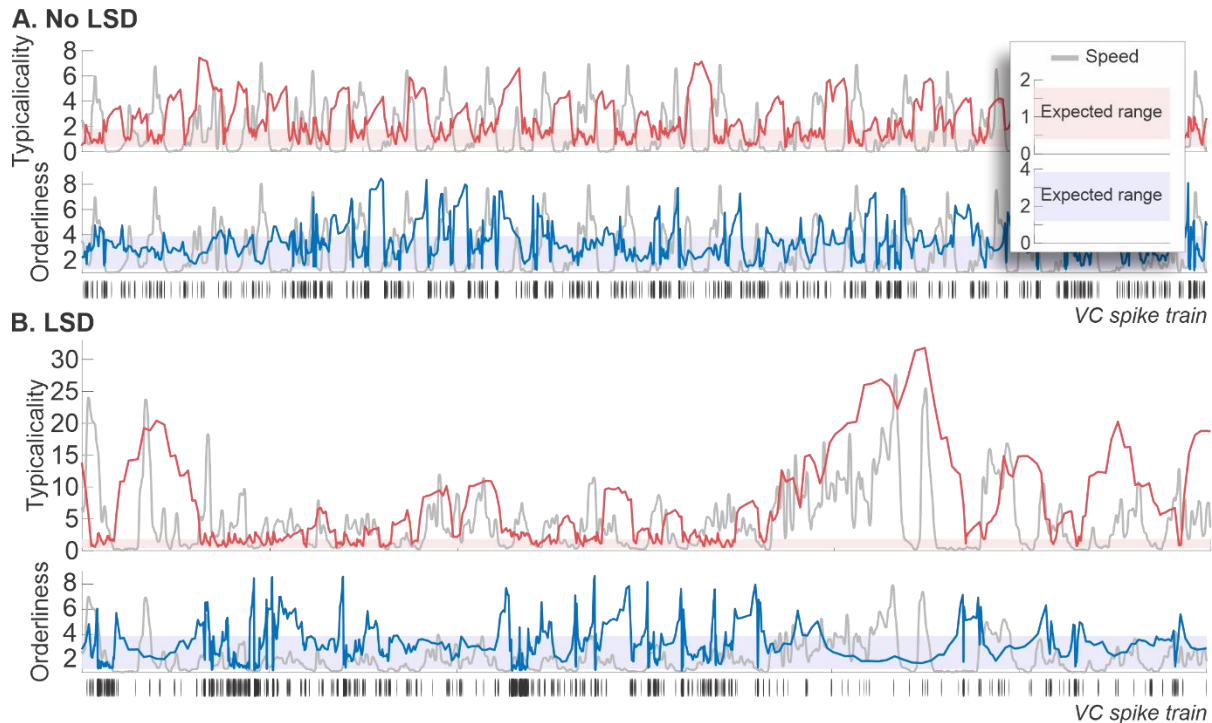 A. No LSD
Typicalicality
8
6
4
2
0
Orderliness
8
6
4
2
Speed
2
Expected range
1
0
4
Expected range
2
0
VC spike train
B. LSD
Typicalicality
30
25
20
15
10
5
0
Orderliness
8
6
4
2
VC spike train